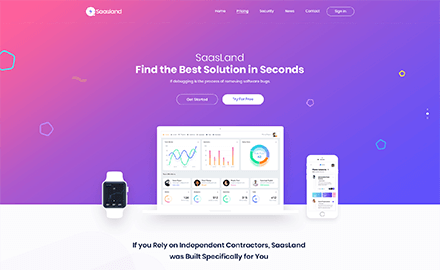 SaasLand
Home Pricing Security News Contact Sign In
SaasLand
Find the Best Solution in Seconds
If debugging is the process of removing software bugs.
Get Started Try For Free
If you Rely on Independent Contractors, SaasLand
was Built Specifically for You